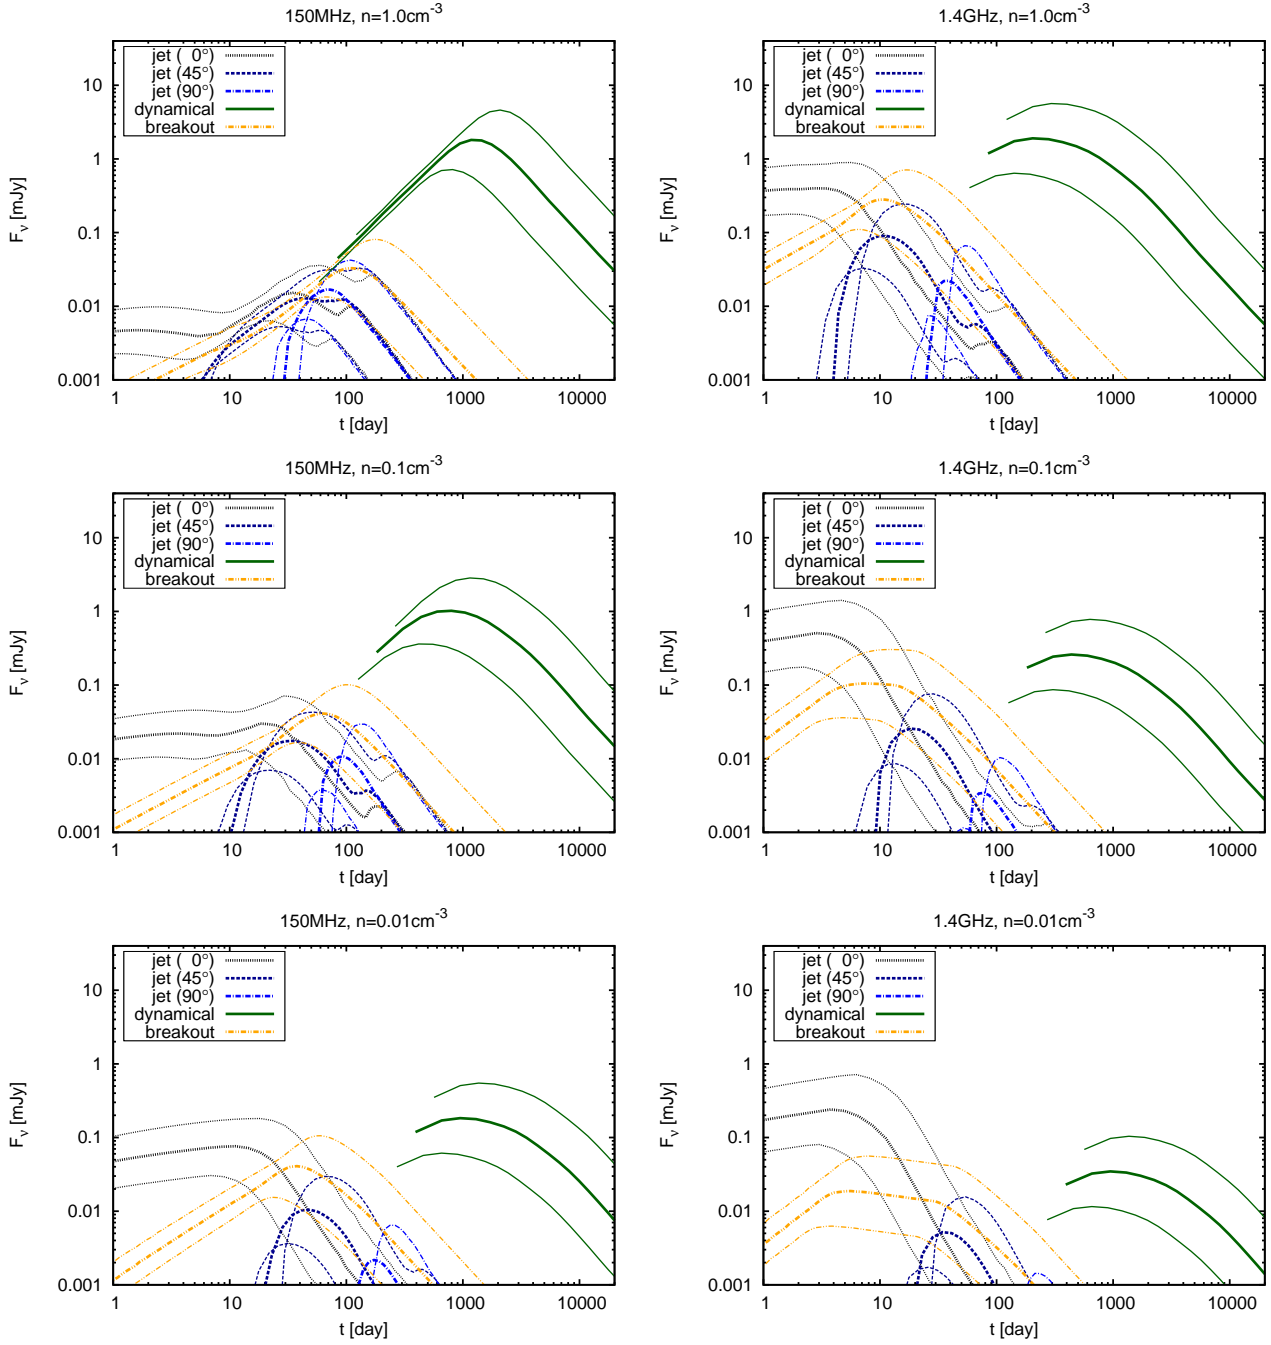 150MHz, n=1.0cm⁻³
jet ( 0°)
jet (45°)
jet (90°)
dynamical
breakout
10
1
0.1
0.01
0.001
Fν [mJy]
1 10 100 1000 10000
t [day]
1.4GHz, n=1.0cm⁻³
jet ( 0°)
jet (45°)
jet (90°)
dynamical
breakout
10
1
0.1
0.01
0.001
Fν [mJy]
1 10 100 1000 10000
t [day]
150MHz, n=0.1cm⁻³
jet ( 0°)
jet (45°)
jet (90°)
dynamical
breakout
10
1
0.1
0.01
0.001
Fν [mJy]
1 10 100 1000 10000
t [day]
1.4GHz, n=0.1cm⁻³
jet ( 0°)
jet (45°)
jet (90°)
dynamical
breakout
10
1
0.1
0.01
0.001
Fν [mJy]
1 10 100 1000 10000
t [day]
150MHz, n=0.01cm⁻³
jet ( 0°)
jet (45°)
jet (90°)
dynamical
breakout
10
1
0.1
0.01
0.001
Fν [mJy]
1 10 100 1000 10000
t [day]
1.4GHz, n=0.01cm⁻³
jet ( 0°)
jet (45°)
jet (90°)
dynamical
breakout
10
1
0.1
0.01
0.001
Fν [mJy]
1 10 100 1000 10000
t [day]